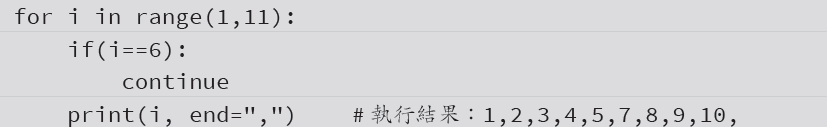 for i in range(1,11):
    if(i==6):
        continue
    print(i, end=",")    #執行結果：1,2,3,4,5,7,8,9,10,